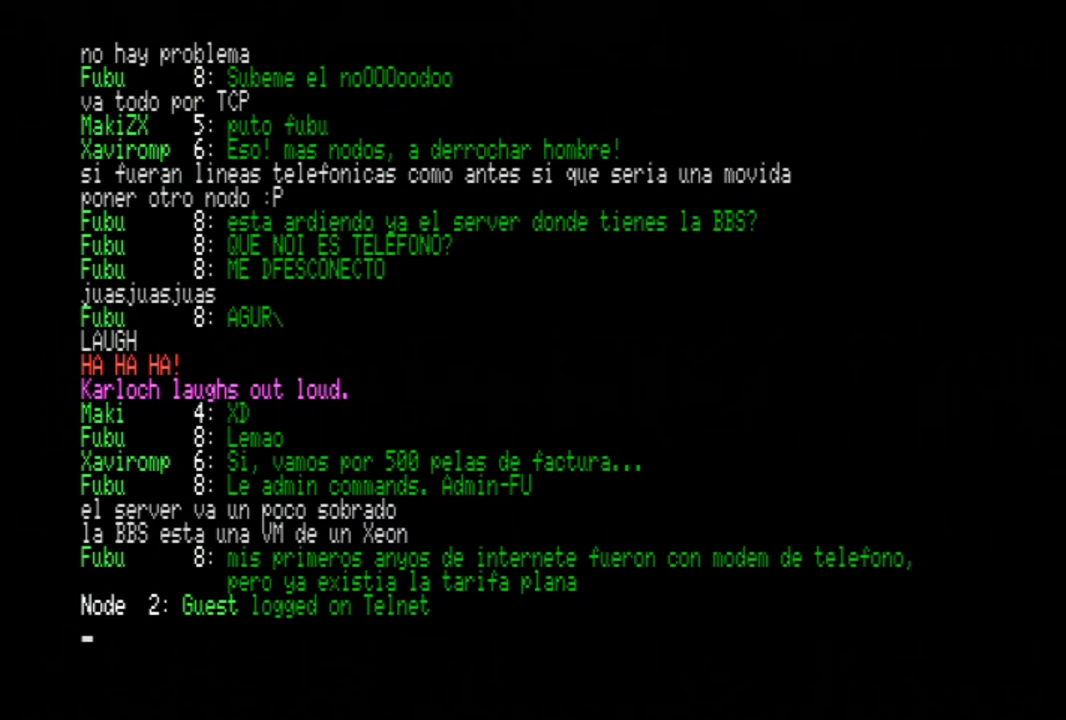 no hay problema
Fubu 8: Subeme el noOOOoodoo
va todo por TCP
MakiZX 5: puto fubu
Xaviromp 6: Eso! mas nodos, a derrochar hombre!
si fueran lineas telefonicas como antes si que seria una movida
poner otro nodo :P
Fubu 8: esta ardiendo ya el server donde tienes la BBS?
Fubu 8: QUE NOI ES TELEFONO?
Fubu 8: ME DFESCONECTO
juasjuasjuas
Fubu 8: AGUR\
LAUGH
HA HA HA!
Karloch laughs out loud.
Maki 4: XD
Fubu 8: Lemao
Xaviromp 6: Si, vamos por 500 pelas de factura...
Fubu 8: Le admin commands. Admin-FU
el server va un poco sobrado
la BBS esta una VM de un Xeon
Fubu 8: mis primeros anyos de internete fueron con modem de telefono,
pero ya existia la tarifa plana
Node 2: Guest logged on Telnet